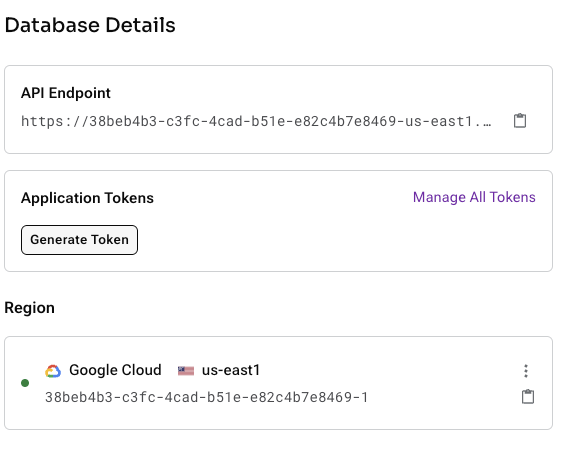 Database Details
API Endpoint
https://38beb4b3-c3fc-4cad-b51e-e82c4b7e8469-us-east1.…
Application Tokens
Manage All Tokens
Generate Token
Region
Google Cloud us-east1
38beb4b3-c3fc-4cad-b51e-e82c4b7e8469-1